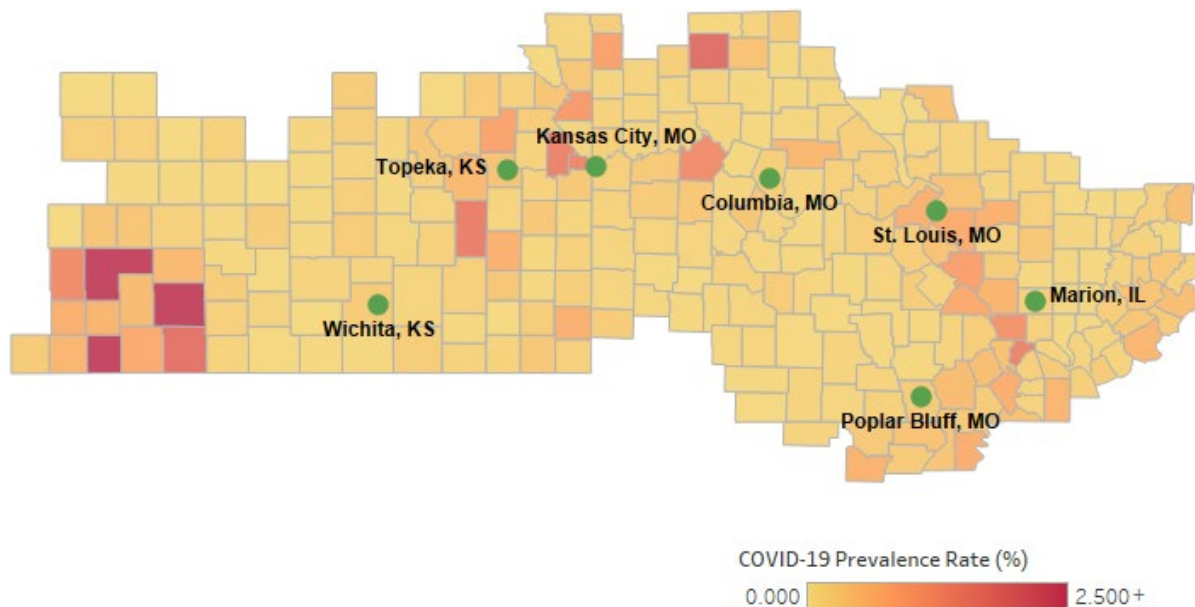 Kansas City, MO
Topeka, KS
Columbia, MO
St. Louis, MO
Marion, IL
Wichita, KS
Poplar Bluff, MO
COVID-19 Prevalence Rate (%)
0.000 2.500+